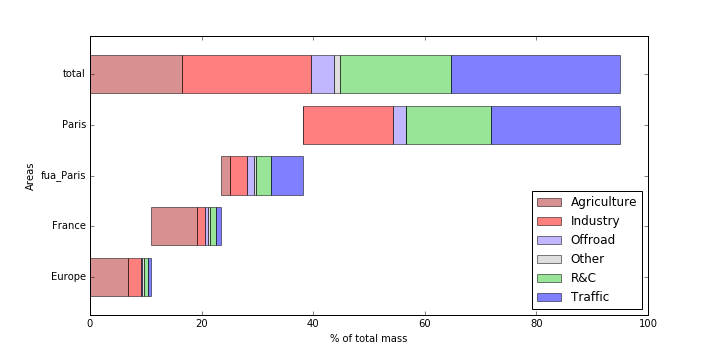 total
Paris
fua_Paris
France
Europe
Areas
Agriculture
Industry
Offroad
Other
R&C
Traffic
0 20 40 60 80 100
% of total mass